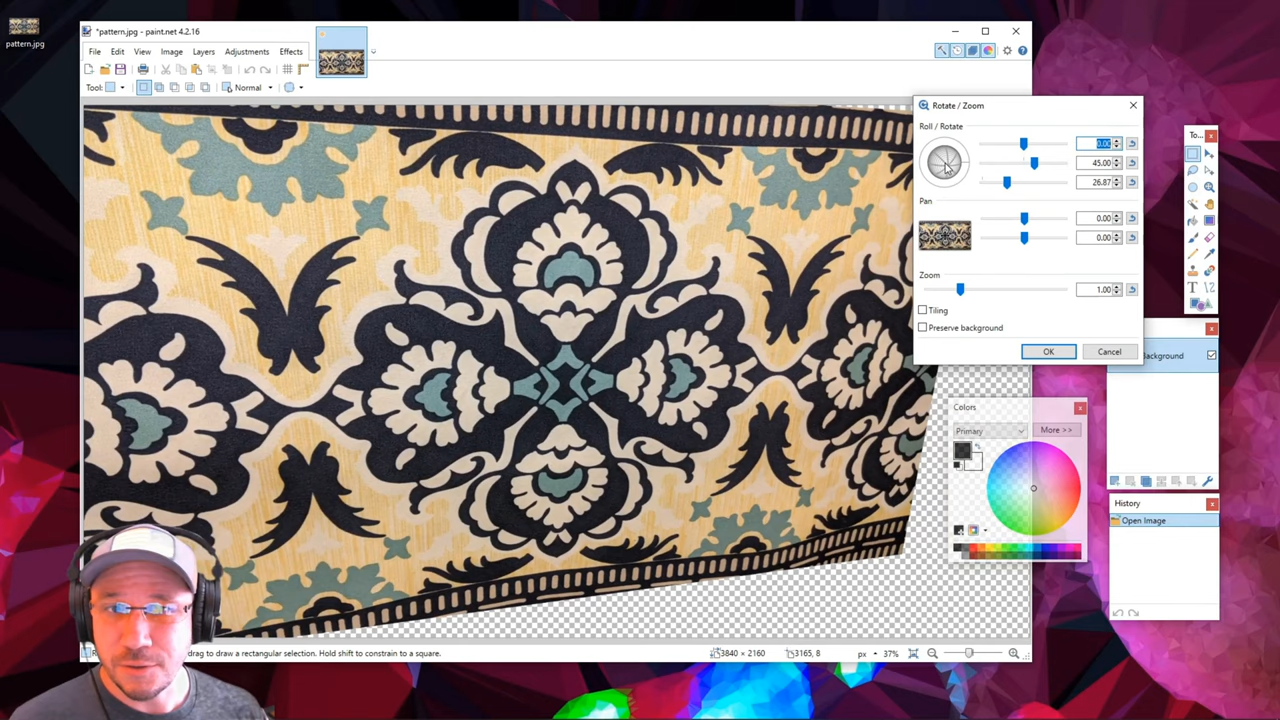 pattern.jpg
*pattern.jpg - paint.net 4.2.16
File Edit View Image Layers Adjustments Effects
Tool:
Normal
Rotate / Zoom
Roll / Rotate
0.00
45.00
26.87
Pan
0.00
0.00
Zoom
1.00
Tiling
Preserve background
OK Cancel
To...
Background
Colors
Primary
More >>
History
Open Image
drag to draw a rectangular selection. Hold shift to constrain to a square.
3840 × 2160
3165, 8
px
37%